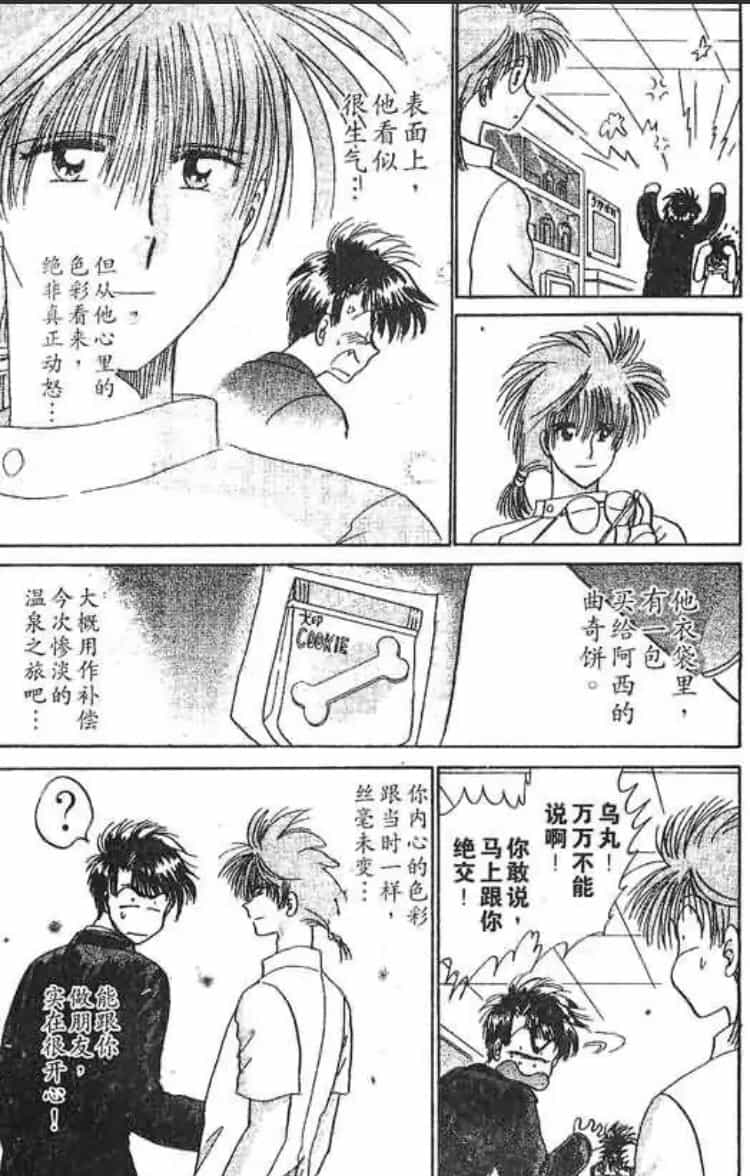 表面上，
他看似
很生气！
但从他心里的
色彩看来，
绝非真正动怒…
他衣袋里，
有一包
买给阿西的
曲奇饼。
犬印
COOKIE
大概用作补偿
今次惨淡的
温泉之旅吧…
乌丸！
万万不能
说啊！
你敢说，
马上跟你
绝交！
你内心的色彩
跟当时一样，
丝毫未变…
？
能跟你
做朋友，
实在很开心！